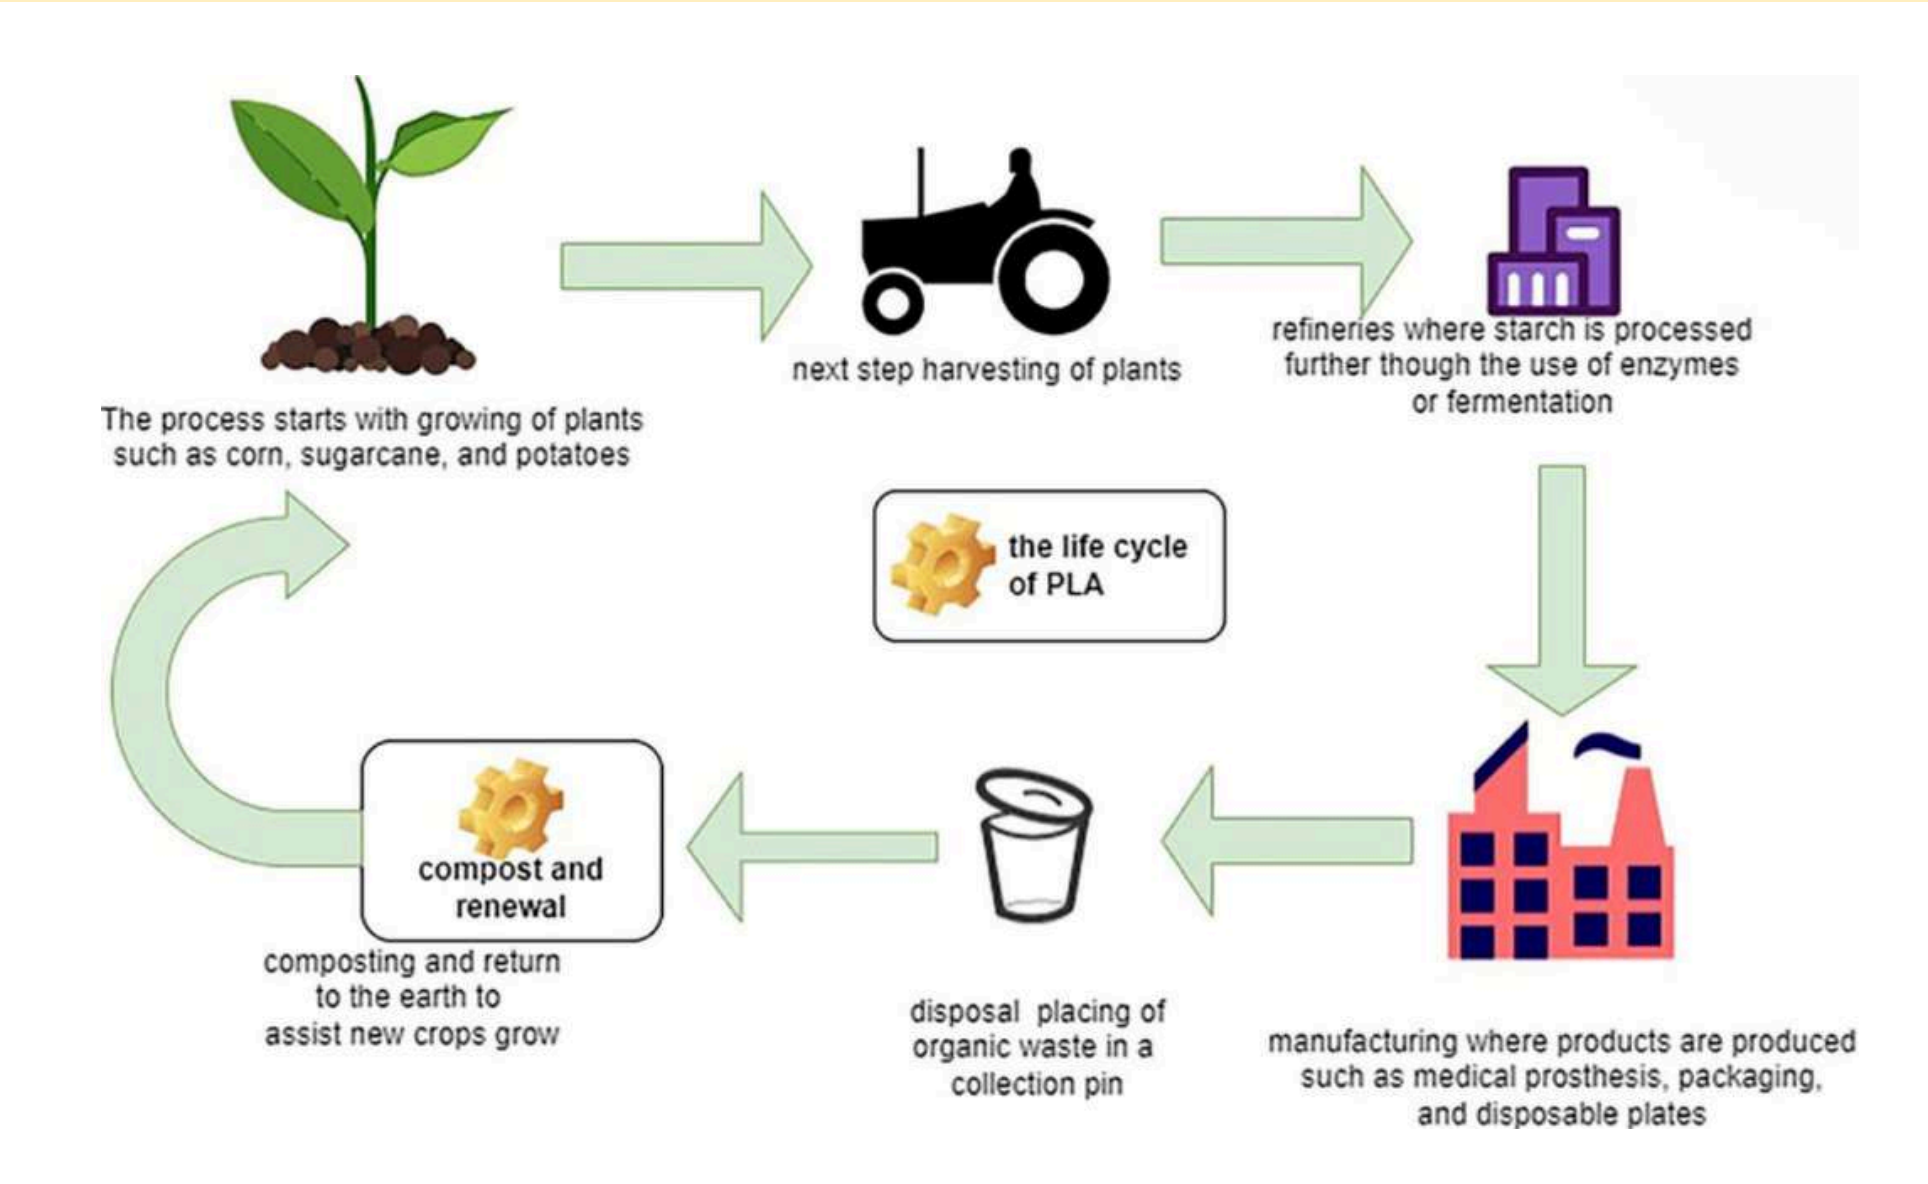 The process starts with growing of plants
such as corn, sugarcane, and potatoes
next step harvesting of plants
refineries where starch is processed
further though the use of enzymes
or fermentation
the life cycle
of PLA
compost and
renewal
composting and return
to the earth to
assist new crops grow
disposal placing of
organic waste in a
collection pin
manufacturing where products are produced
such as medical prosthesis, packaging,
and disposable plates